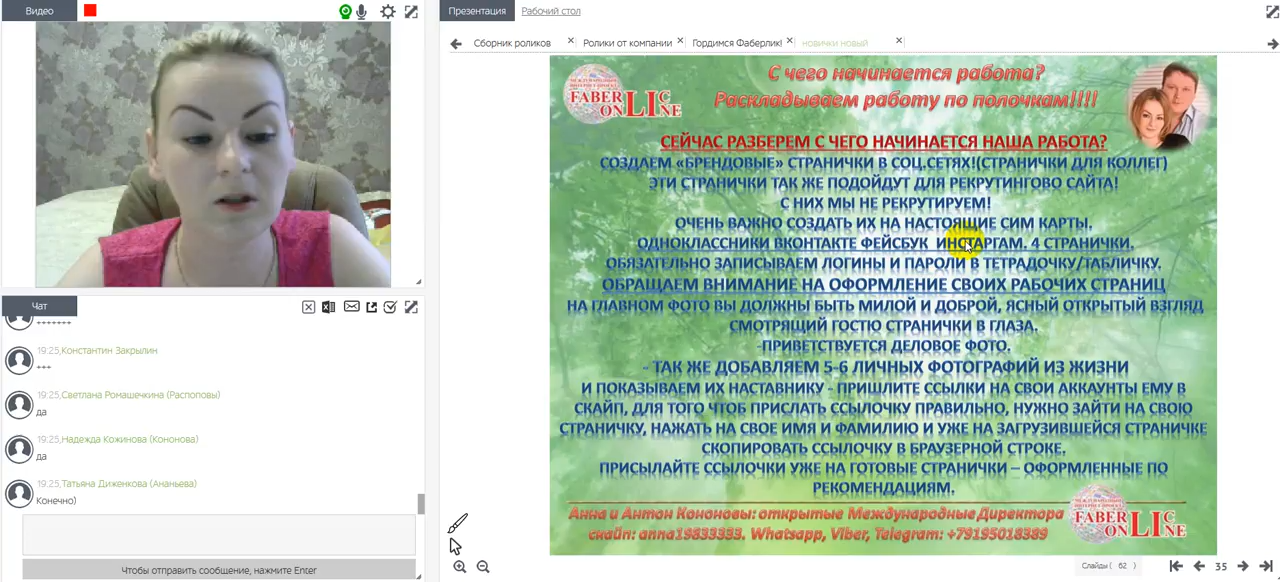 Видео
Чат
+++++++
19:25,Константин Закрылин
+++
19:25,Светлана Ромашечкина (Распоповы)
да
19:25,Надежда Кожинова (Кононова)
да
19:25,Татьяна Диженкова (Ананьева)
Конечно)
Чтобы отправить сообщение, нажмите Enter
Презентация Рабочий стол
Сборник роликов Ролики от компании Гордимся Фаберлик! новички новый
FABERLIC ONLINE
С чего начинается работа?
Раскладываем работу по полочкам!!!!
СЕЙЧАС РАЗБЕРЕМ С ЧЕГО НАЧИНАЕТСЯ НАША РАБОТА?
СОЗДАЕМ «БРЕНДОВЫЕ» СТРАНИЧКИ В СОЦ.СЕТЯХ!(СТРАНИЧКИ ДЛЯ КОЛЛЕГ)
ЭТИ СТРАНИЧКИ ТАК ЖЕ ПОДОЙДУТ ДЛЯ РЕКРУТИНГОВО САЙТА!
С НИХ МЫ НЕ РЕКРУТИРУЕМ!
ОЧЕНЬ ВАЖНО СОЗДАТЬ ИХ НА НАСТОЯЩИЕ СИМ КАРТЫ.
ОДНОКЛАССНИКИ ВКОНТАКТЕ ФЕЙСБУК ИНСТАРГАМ. 4 СТРАНИЧКИ.
ОБЯЗАТЕЛЬНО ЗАПИСЫВАЕМ ЛОГИНЫ И ПАРОЛИ В ТЕТРАДОЧКУ/ТАБЛИЧКУ.
ОБРАЩАЕМ ВНИМАНИЕ НА ОФОРМЛЕНИЕ СВОИХ РАБОЧИХ СТРАНИЦ
НА ГЛАВНОМ ФОТО ВЫ ДОЛЖНЫ БЫТЬ МИЛОЙ И ДОБРОЙ, ЯСНЫЙ ОТКРЫТЫЙ ВЗГЛЯД
СМОТРЯЩИЙ ГОСТЮ СТРАНИЧКИ В ГЛАЗА.
-ПРИВЕТСТВУЕТСЯ ДЕЛОВОЕ ФОТО.
- ТАК ЖЕ ДОБАВЛЯЕМ 5-6 ЛИЧНЫХ ФОТОГРАФИЙ ИЗ ЖИЗНИ
И ПОКАЗЫВАЕМ ИХ НАСТАВНИКУ - ПРИШЛИТЕ ССЫЛКИ НА СВОИ АККАУНТЫ ЕМУ В
СКАЙП, ДЛЯ ТОГО ЧТОБ ПРИСЛАТЬ ССЫЛОЧКУ ПРАВИЛЬНО, НУЖНО ЗАЙТИ НА СВОЮ
СТРАНИЧКУ, НАЖАТЬ НА СВОЕ ИМЯ И ФАМИЛИЮ И УЖЕ НА ЗАГРУЗИВШЕЙСЯ СТРАНИЧКЕ
СКОПИРОВАТЬ ССЫЛОЧКУ В БРАУЗЕРНОЙ СТРОКЕ.
ПРИСЫЛАЙТЕ ССЫЛОЧКИ УЖЕ НА ГОТОВЫЕ СТРАНИЧКИ – ОФОРМЛЕННЫЕ ПО
РЕКОМЕНДАЦИЯМ.
Анна и Антон Кононовы: открытые Международные Директора
скайп: anna19833333. Whatsapp, Viber, Telegram: +79195018389
FABERLIC ONLINE
Слайды ( 62 ) 35